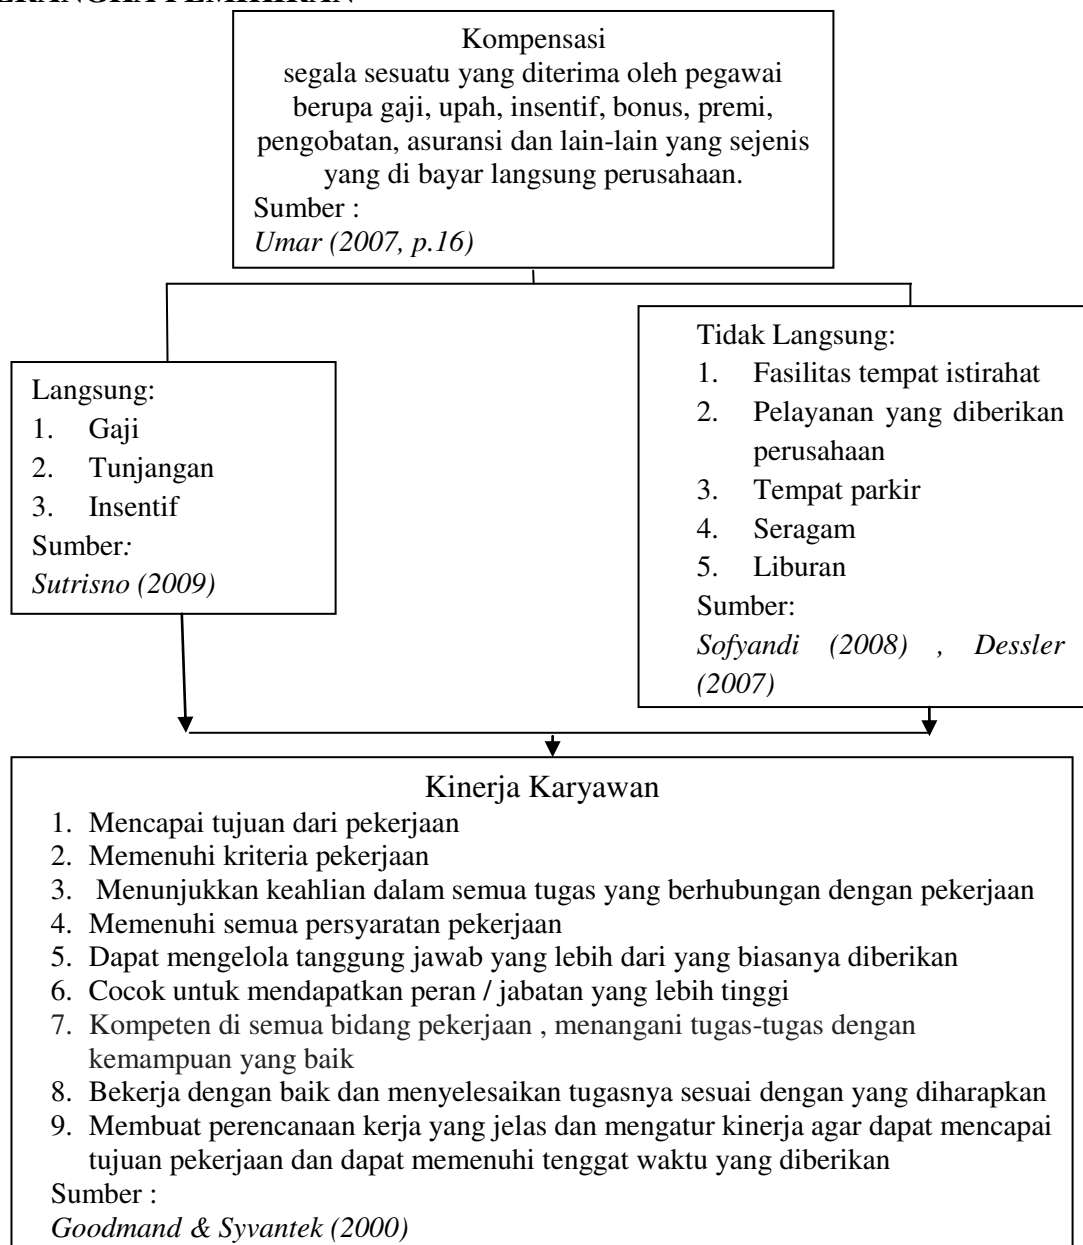 Kompensasi
segala sesuatu yang diterima oleh pegawai
berupa gaji, upah, insentif, bonus, premi,
pengobatan, asuransi dan lain-lain yang sejenis
yang di bayar langsung perusahaan.
Sumber :
Umar (2007, p.16)
Langsung:
1. Gaji
2. Tunjangan
3. Insentif
Sumber:
Sutrisno (2009)
Tidak Langsung:
1. Fasilitas tempat istirahat
2. Pelayanan yang diberikan
perusahaan
3. Tempat parkir
4. Seragam
5. Liburan
Sumber:
Sofyandi (2008) , Dessler
(2007)
Kinerja Karyawan
1. Mencapai tujuan dari pekerjaan
2. Memenuhi kriteria pekerjaan
3. Menunjukkan keahlian dalam semua tugas yang berhubungan dengan pekerjaan
4. Memenuhi semua persyaratan pekerjaan
5. Dapat mengelola tanggung jawab yang lebih dari yang biasanya diberikan
6. Cocok untuk mendapatkan peran / jabatan yang lebih tinggi
7. Kompeten di semua bidang pekerjaan , menangani tugas-tugas dengan
kemampuan yang baik
8. Bekerja dengan baik dan menyelesaikan tugasnya sesuai dengan yang diharapkan
9. Membuat perencanaan kerja yang jelas dan mengatur kinerja agar dapat mencapai
tujuan pekerjaan dan dapat memenuhi tenggat waktu yang diberikan
Sumber :
Goodmand & Syvantek (2000)